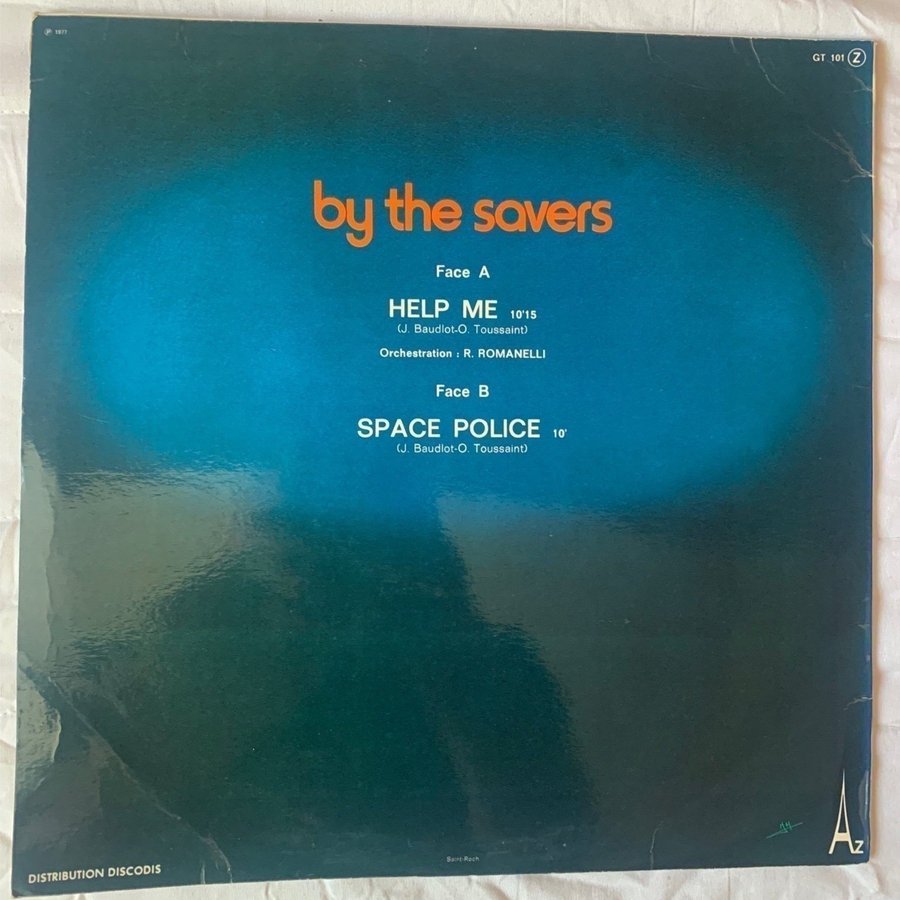 ℗ 1977
GT 101 Z
by the savers
Face A
HELP ME 10'15
(J. Baudlot-O. Toussaint)
Orchestration : R. ROMANELLI
Face B
SPACE POLICE 10'
(J. Baudlot-O. Toussaint)
AZ
Saint-Roch
DISTRIBUTION DISCODIS